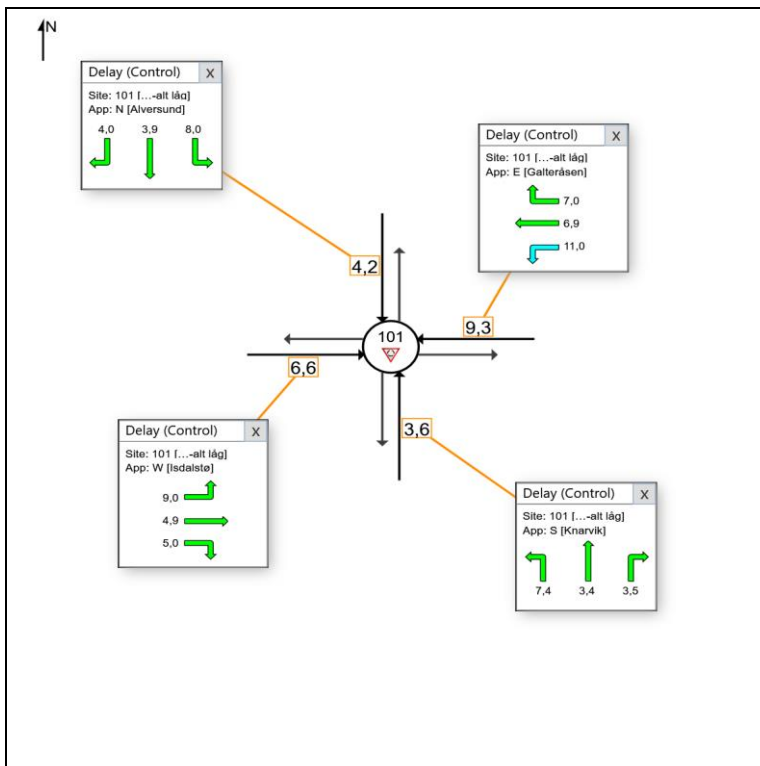 N
Delay (Control) X
Site: 101 [...-alt låg]
App: N [Alversund]
4,0 3,9 8,0
Delay (Control) X
Site: 101 [...-alt låg]
App: E [Galteråsen]
7,0
6,9
11,0
4,2
101
9,3
6,6
3,6
Delay (Control) X
Site: 101 [...-alt låg]
App: W [Isdalstø]
9,0
4,9
5,0
Delay (Control) X
Site: 101 [...-alt låg]
App: S [Knarvik]
7,4 3,4 3,5